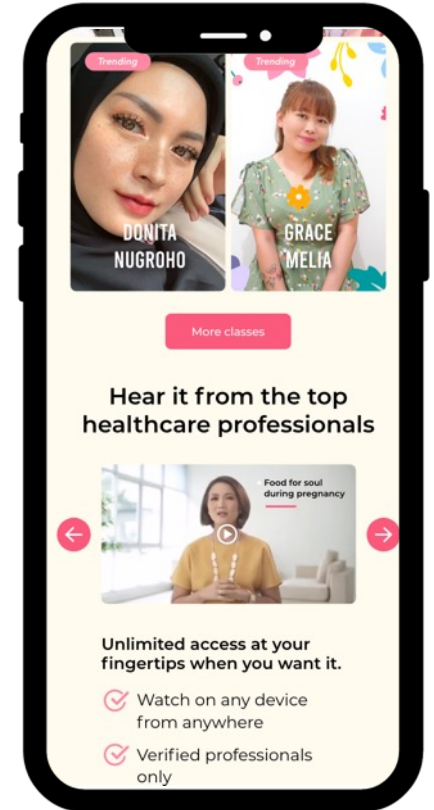 Trending
Trending
DONITA
NUGROHO
GRACE
MELIA
More classes
Hear it from the top
healthcare professionals
Food for soul
during pregnancy
Unlimited access at your
fingertips when you want it.
Watch on any device
from anywhere
Verified professionals
only